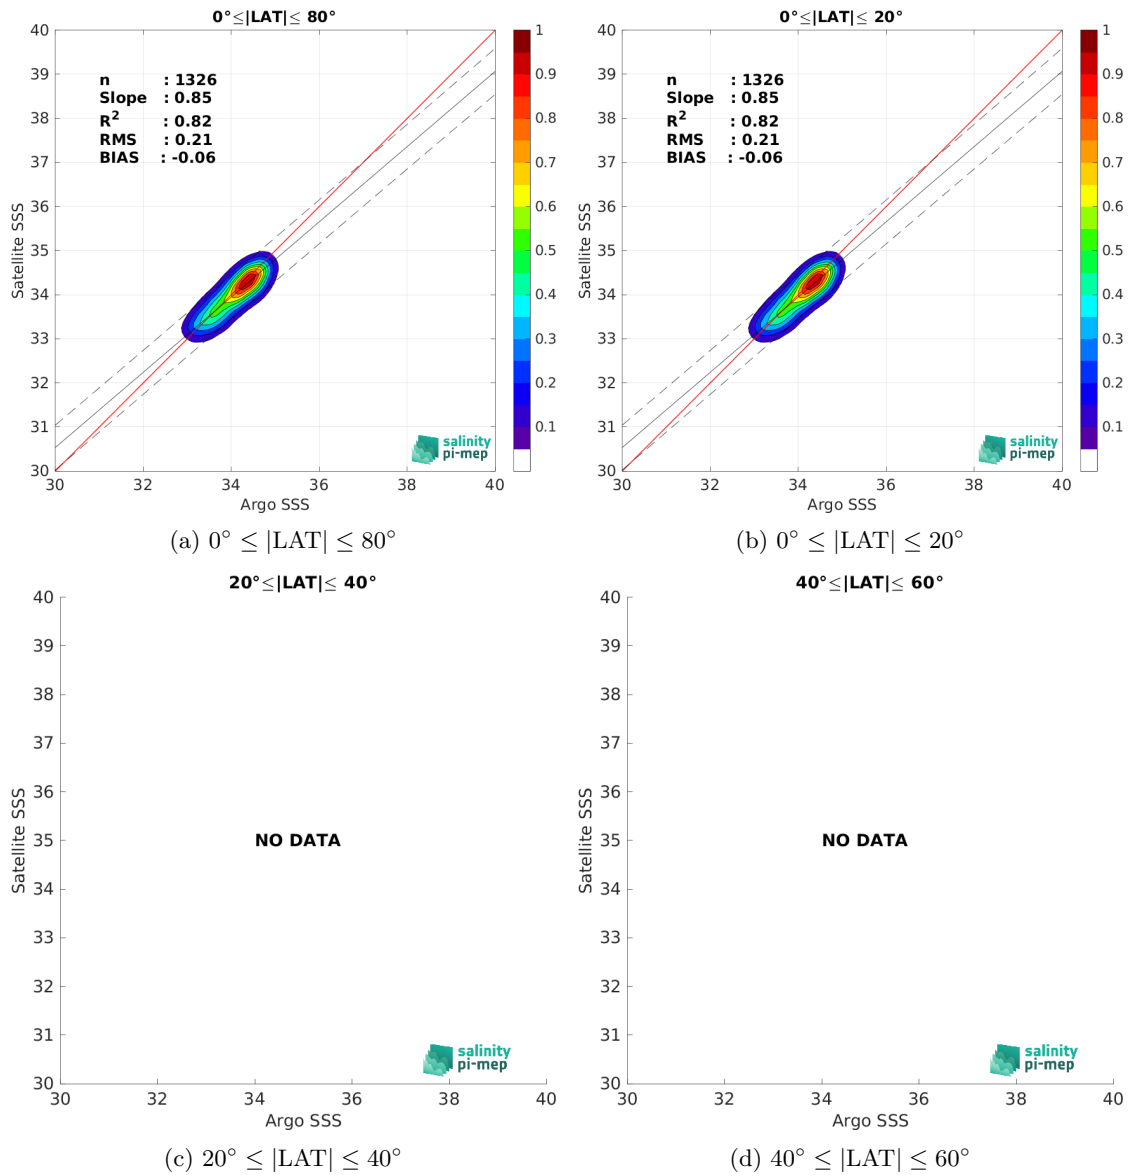 0°≤|LAT|≤ 80°
40
39
38
37
36
35
34
33
32
31
30
Satellite SSS
n : 1326
Slope : 0.85
R² : 0.82
RMS : 0.21
BIAS : -0.06
salinity
pi-mep
30 32 34 36 38 40
Argo SSS
1
0.9
0.8
0.7
0.6
0.5
0.4
0.3
0.2
0.1
(a) 0° ≤ |LAT| ≤ 80°
0°≤|LAT|≤ 20°
40
39
38
37
36
35
34
33
32
31
30
Satellite SSS
n : 1326
Slope : 0.85
R² : 0.82
RMS : 0.21
BIAS : -0.06
salinity
pi-mep
30 32 34 36 38 40
Argo SSS
1
0.9
0.8
0.7
0.6
0.5
0.4
0.3
0.2
0.1
(b) 0° ≤ |LAT| ≤ 20°
20°≤|LAT|≤ 40°
40
39
38
37
36
35
34
33
32
31
30
Satellite SSS
NO DATA
salinity
pi-mep
30 32 34 36 38 40
Argo SSS
(c) 20° ≤ |LAT| ≤ 40°
40°≤|LAT|≤ 60°
40
39
38
37
36
35
34
33
32
31
30
Satellite SSS
NO DATA
salinity
pi-mep
30 32 34 36 38 40
Argo SSS
(d) 40° ≤ |LAT| ≤ 60°